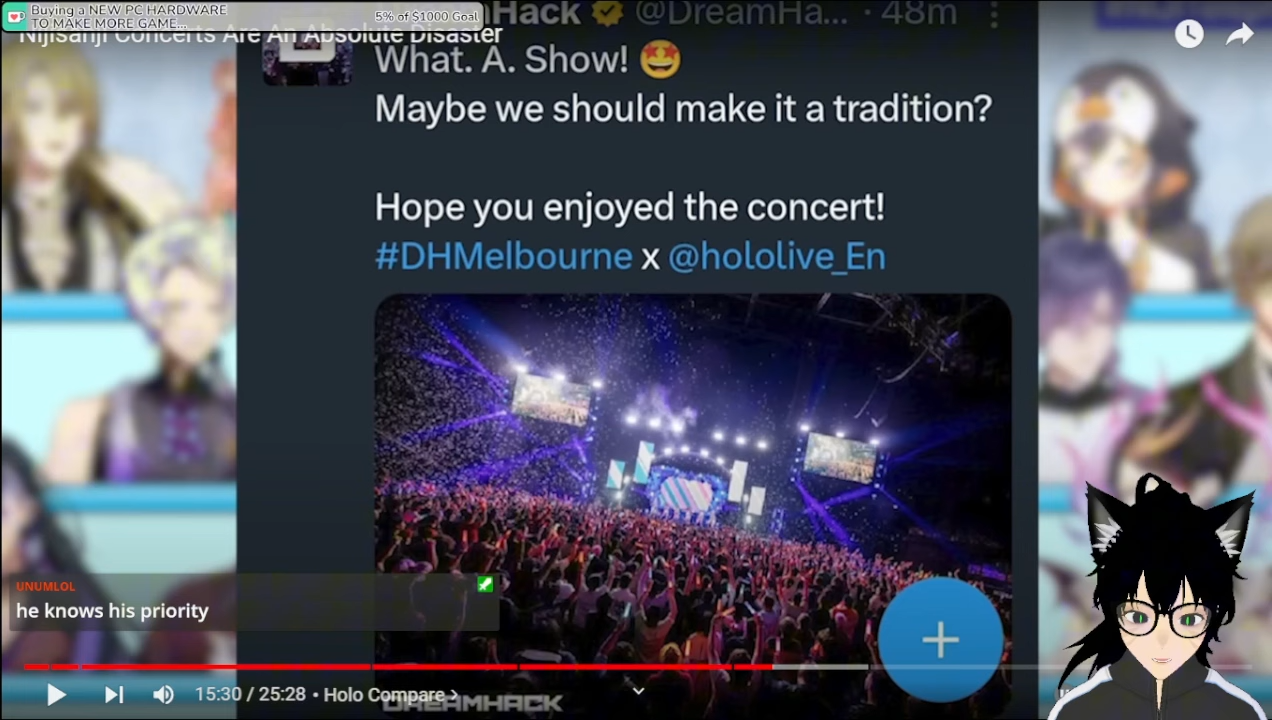 Buying a NEW PC HARDWARE
TO MAKE MORE GAME...
5% of $1000 Goal
Nijisanji Concerts Are An Absolute Disaster
Hack @DreamHa... · 48m
What. A. Show! 🤩
Maybe we should make it a tradition?
Hope you enjoyed the concert!
#DHMelbourne x @hololive_En
UNUMLOL
he knows his priority
15:30 / 25:28 • Holo Compare ›
DREAMHACK